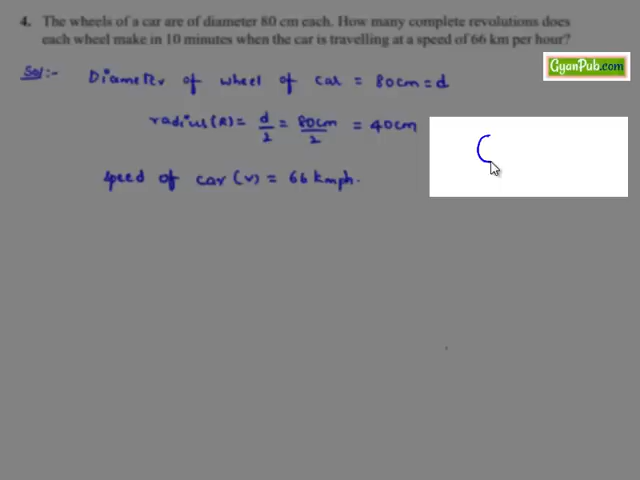 4. The wheels of a car are of diameter 80 cm each. How many complete revolutions does
each wheel make in 10 minutes when the car is travelling at a speed of 66 km per hour?
GyanPub.com
Sol:- Diameter of wheel of car = 80cm = d
radius (R) = d/2 = 80cm/2 = 40cm
speed of car (v) = 66 kmph.